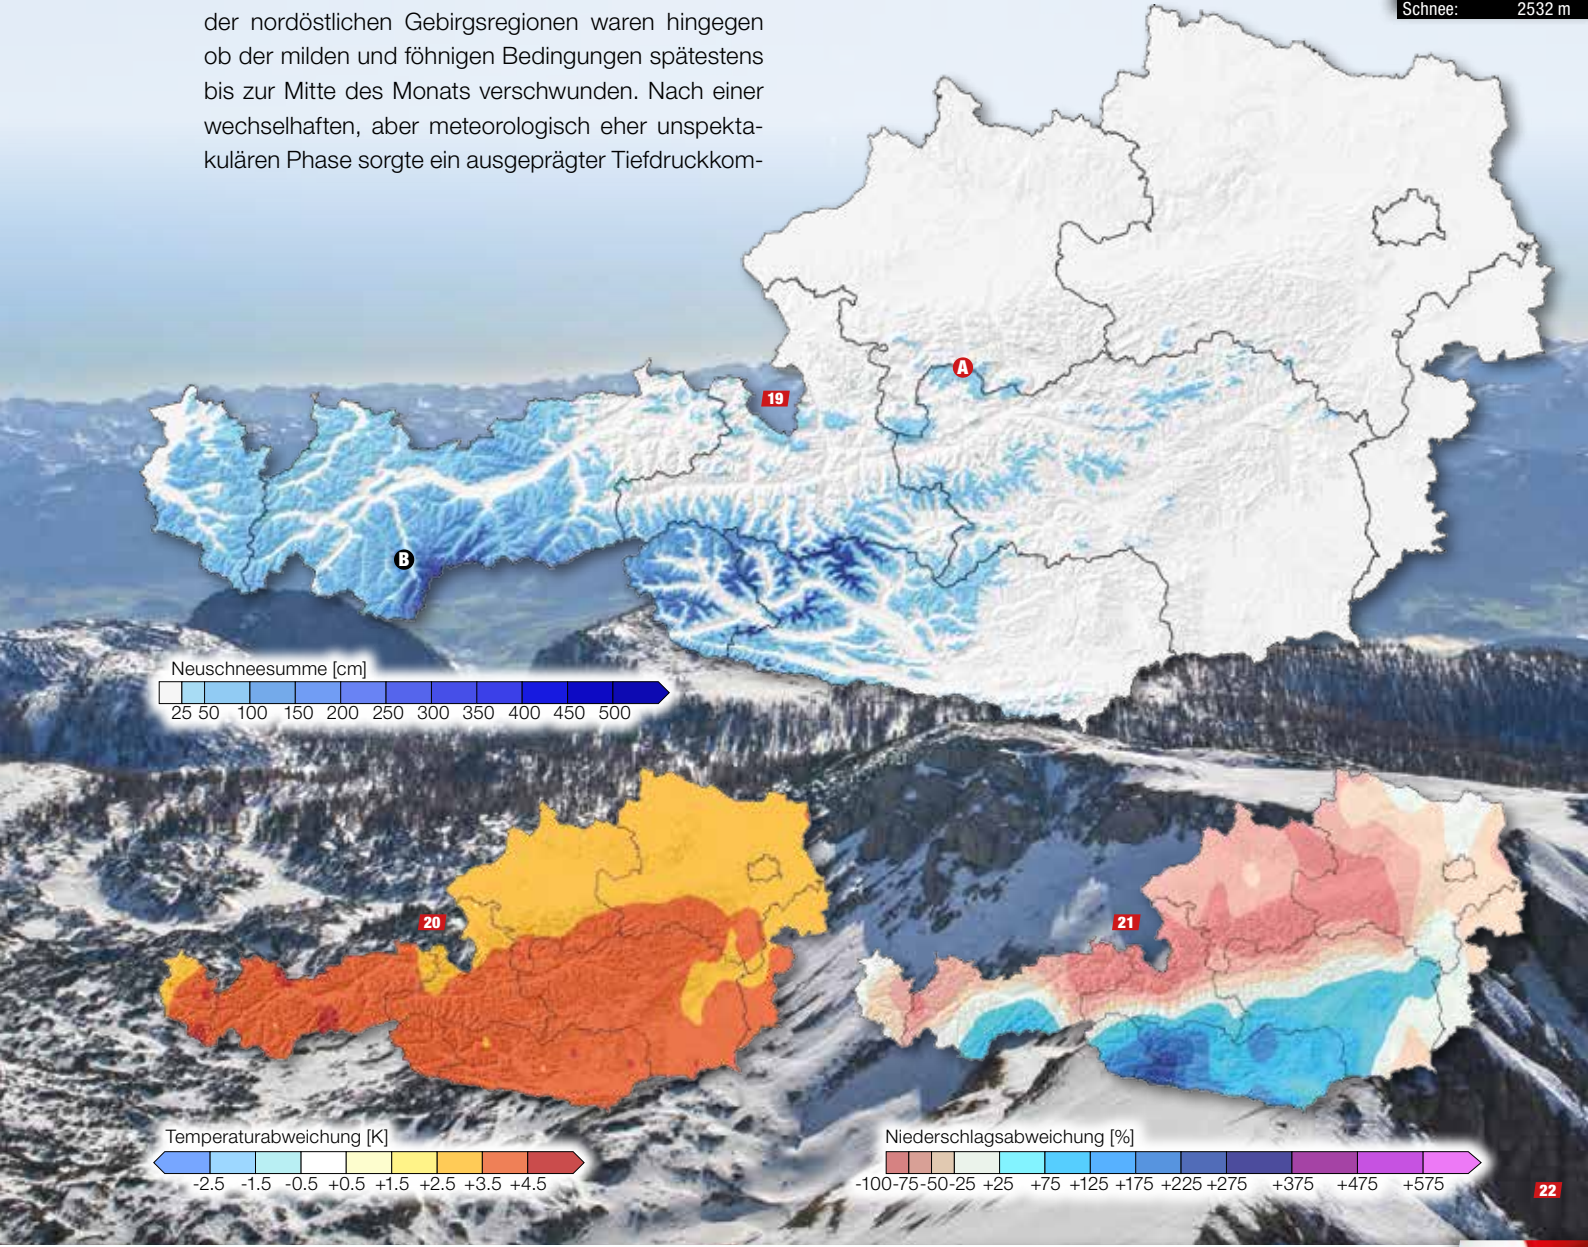 Schnee: 2532 m
der nordöstlichen Gebirgsregionen waren hingegen
ob der milden und föhnigen Bedingungen spätestens
bis zur Mitte des Monats verschwunden. Nach einer
wechselhaften, aber meteorologisch eher unspekta-
kulären Phase sorgte ein ausgeprägter Tiefdruckkom-
A
19
B
Neuschneesumme [cm]
25 50 100 150 200 250 300 350 400 450 500
20
21
Temperaturabweichung [K]
-2.5 -1.5 -0.5 +0.5 +1.5 +2.5 +3.5 +4.5
Niederschlagsabweichung [%]
-100 -75 -50 -25 +25 +75 +125 +175 +225 +275 +375 +475 +575
22